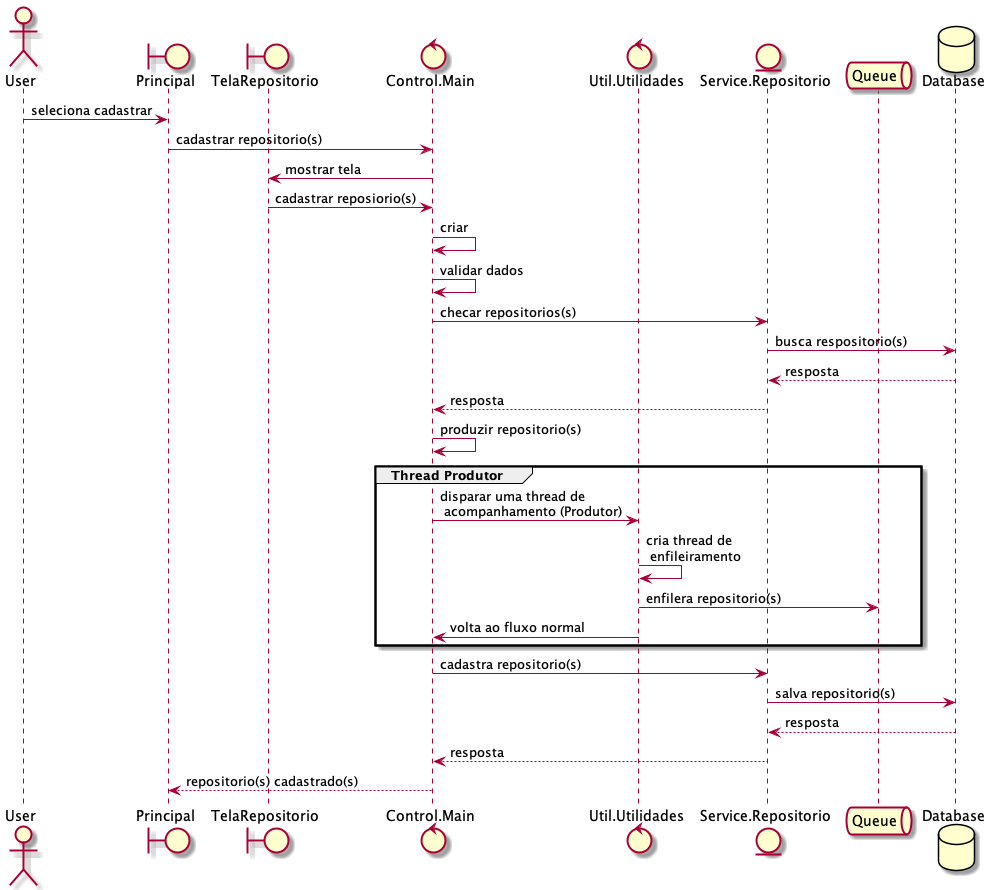 User
Principal
TelaRepositorio
Control.Main
Util.Utilidades
Service.Repositorio
Queue
Database
seleciona cadastrar
cadastrar repositorio(s)
mostrar tela
cadastrar reposiorio(s)
criar
validar dados
checar repositorios(s)
busca respositorio(s)
resposta
resposta
produzir repositorio(s)
Thread Produtor
disparar uma thread de
acompanhamento (Produtor)
cria thread de
enfileiramento
enfilera repositorio(s)
volta ao fluxo normal
cadastra repositorio(s)
salva repositorio(s)
resposta
resposta
repositorio(s) cadastrado(s)
User
Principal
TelaRepositorio
Control.Main
Util.Utilidades
Service.Repositorio
Queue
Database